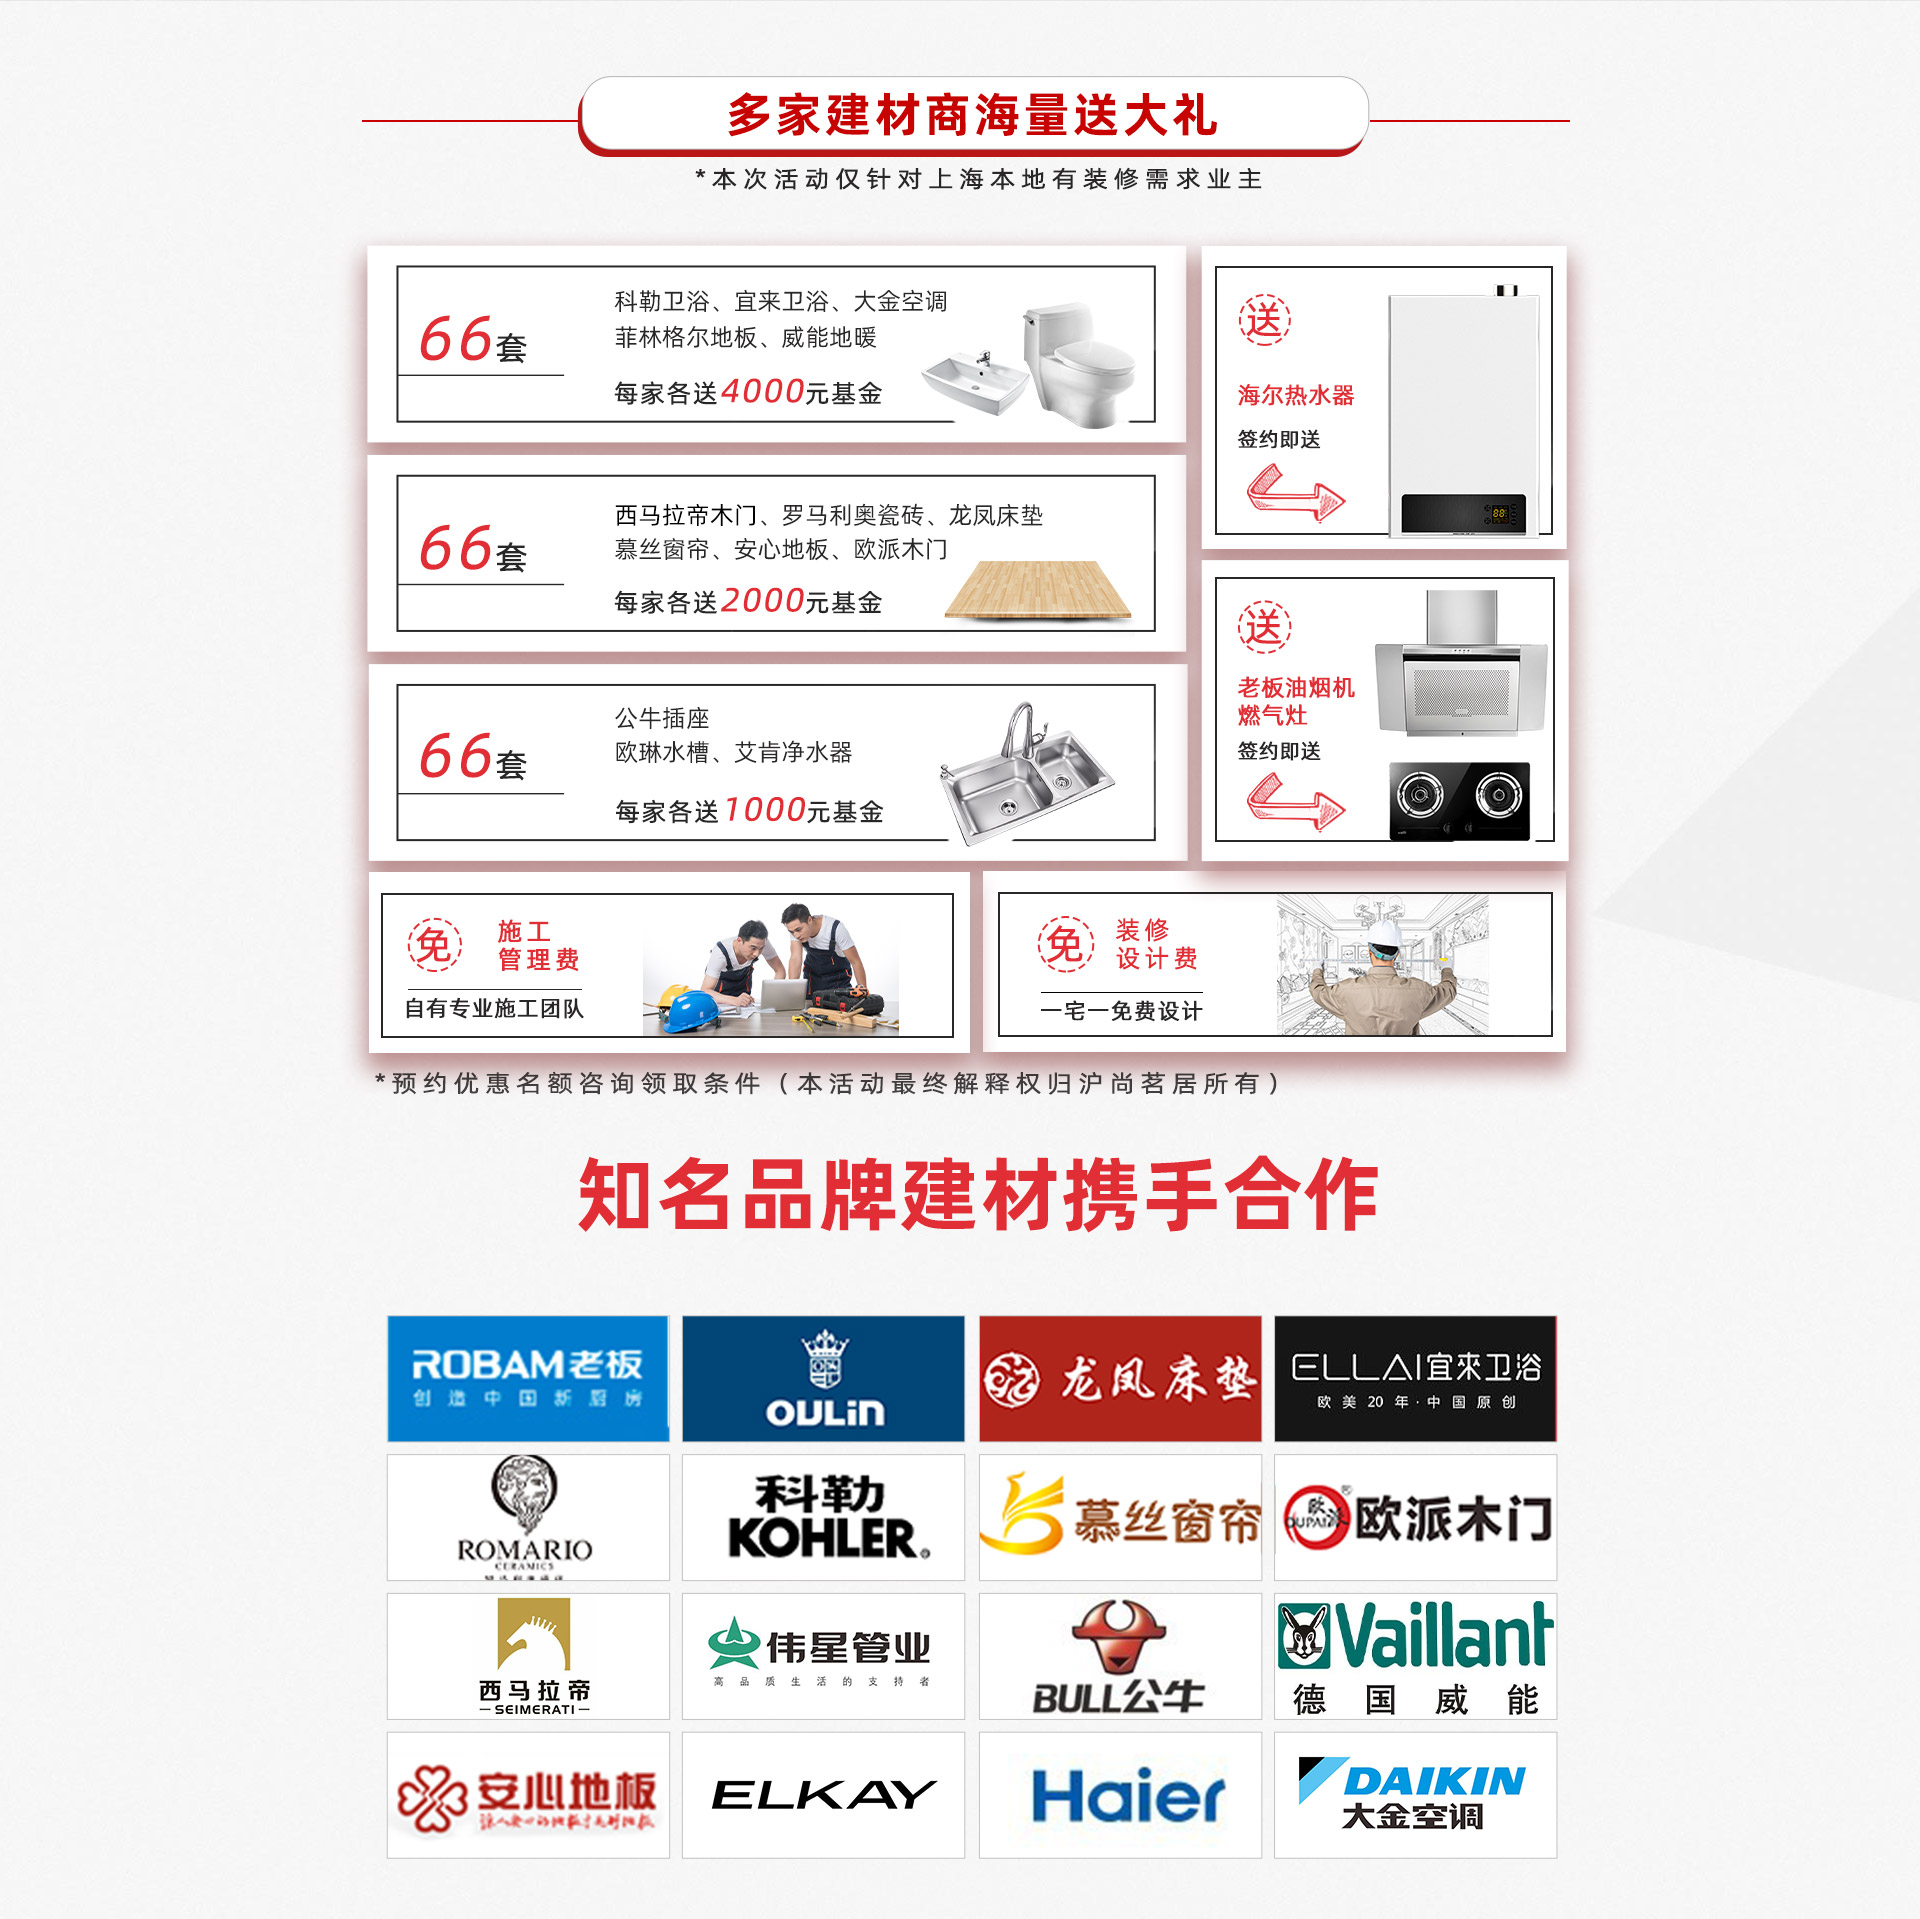 多家建材商海量送大礼
*本次活动仅针对上海本地有装修需求业主
66套
科勒卫浴、宜来卫浴、大金空调
菲林格尔地板、威能地暖
每家各送4000元基金
送
海尔热水器
签约即送
66套
西马拉帝木门、罗马利奥瓷砖、龙凤床垫
慕丝窗帘、安心地板、欧派木门
每家各送2000元基金
送
老板油烟机
燃气灶
签约即送
66套
公牛插座
欧琳水槽、艾肯净水器
每家各送1000元基金
免
施工
管理费
自有专业施工团队
免
装修
设计费
一宅一免费设计
*预约优惠名额咨询领取条件（本活动最终解释权归沪尚茗居所有）
知名品牌建材携手合作
ROBAM老板
创造中国新厨房
OULin
龙凤床垫
ELLAI宜来卫浴
欧美20年·中国原创
ROMARIO
CERAMICS
科勒
KOHLER®
慕丝窗帘
欧派
OUPAI
®
欧派木门
西马拉帝
SEIMERATI
伟星管业
高品质生活的支持者
BULL公牛
Vaillant
德国威能
安心地板
ELKAY
Haier
DAIKIN
大金空调